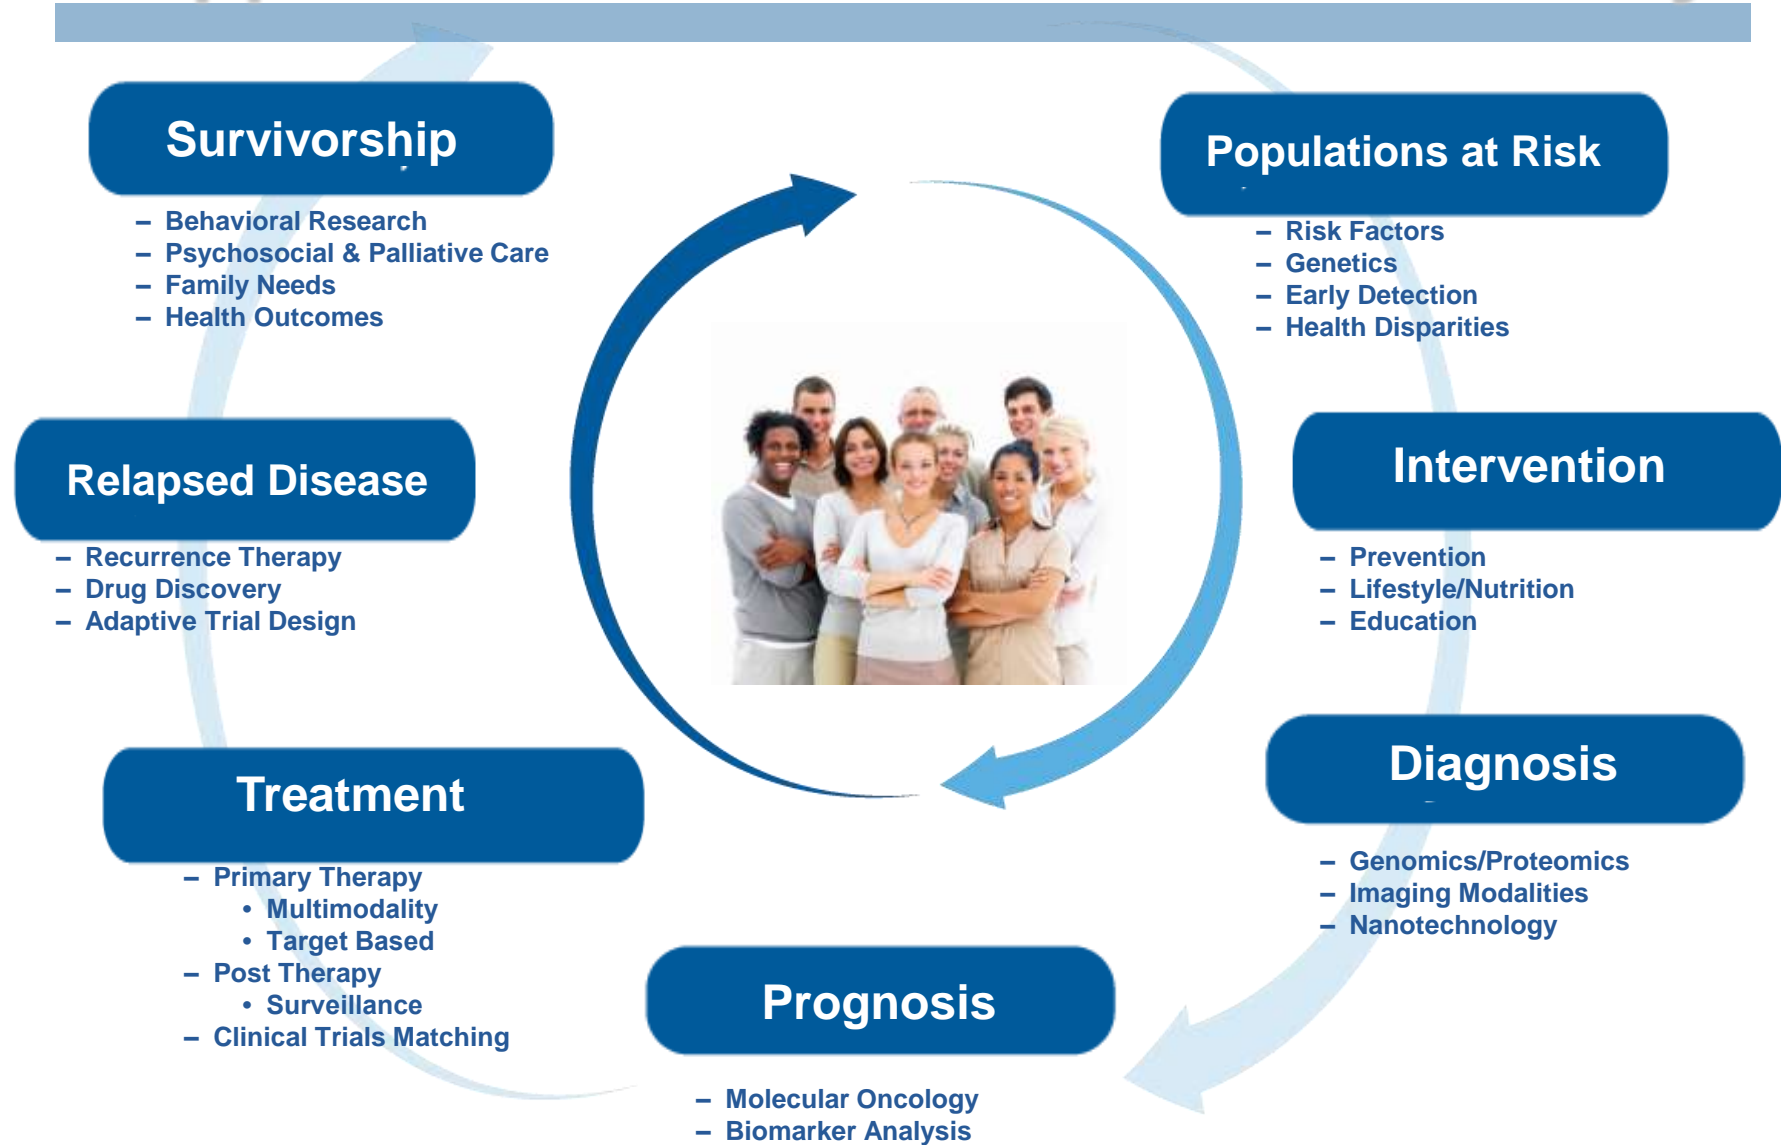 Survivorship
– Behavioral Research
– Psychosocial & Palliative Care
– Family Needs
– Health Outcomes
Populations at Risk
– Risk Factors
– Genetics
– Early Detection
– Health Disparities
Relapsed Disease
– Recurrence Therapy
– Drug Discovery
– Adaptive Trial Design
Intervention
– Prevention
– Lifestyle/Nutrition
– Education
Treatment
– Primary Therapy
• Multimodality
• Target Based
– Post Therapy
• Surveillance
– Clinical Trials Matching
Diagnosis
– Genomics/Proteomics
– Imaging Modalities
– Nanotechnology
Prognosis
– Molecular Oncology
– Biomarker Analysis